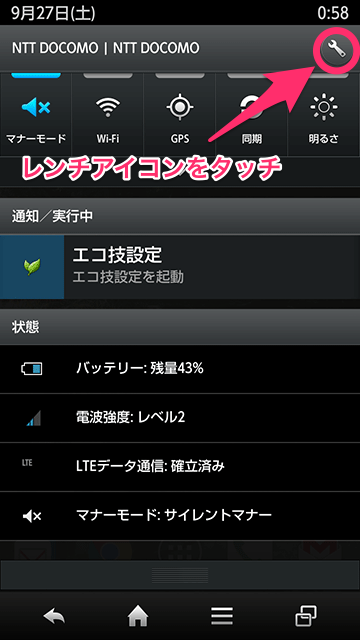 9月27日(土) 0:58
NTT DOCOMO | NTT DOCOMO
マナーモード Wi-Fi GPS 同期 明るさ
レンチアイコンをタッチ
通知／実行中
エコ技設定
エコ技設定を起動
状態
バッテリー: 残量43%
電波強度: レベル2
LTE LTEデータ通信: 確立済み
マナーモード: サイレントマナー